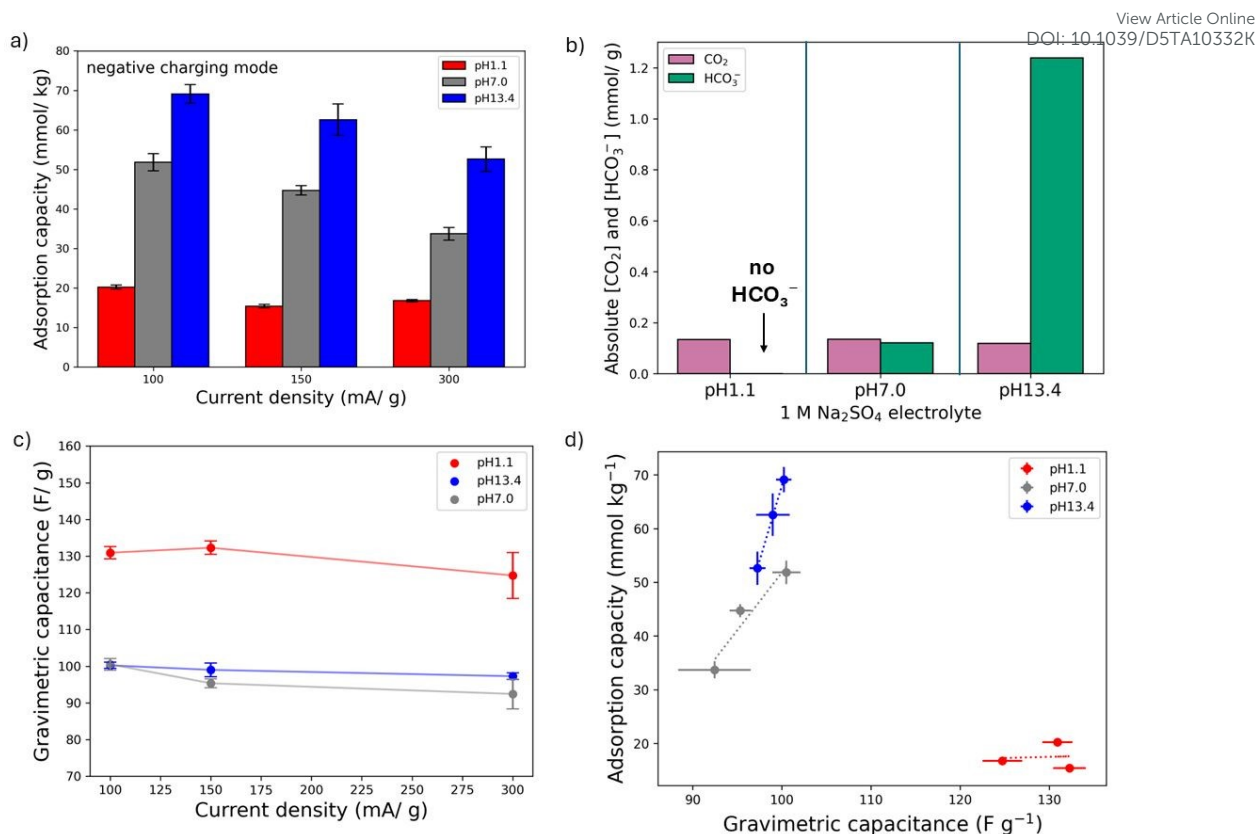 View Article Online
DOI: 10.1039/D5TA10332K
a)
negative charging mode
pH1.1
pH7.0
pH13.4
80
70
60
50
40
30
20
10
0
Adsorption capacity (mmol/ kg)
100
150
300
Current density (mA/ g)
b)
CO₂
HCO₃⁻
1.2
1.0
0.8
0.6
0.4
0.2
0.0
Absolute [CO₂] and [HCO₃⁻] (mmol/ g)
no
HCO₃⁻
pH1.1
pH7.0
pH13.4
1 M Na₂SO₄ electrolyte
c)
pH1.1
pH13.4
pH7.0
160
150
140
130
120
110
100
90
80
70
Gravimetric capacitance (F/ g)
100
125
150
175
200
225
250
275
300
Current density (mA/ g)
d)
pH1.1
pH7.0
pH13.4
70
60
50
40
30
20
Adsorption capacity (mmol kg⁻¹)
90
100
110
120
130
Gravimetric capacitance (F g⁻¹)